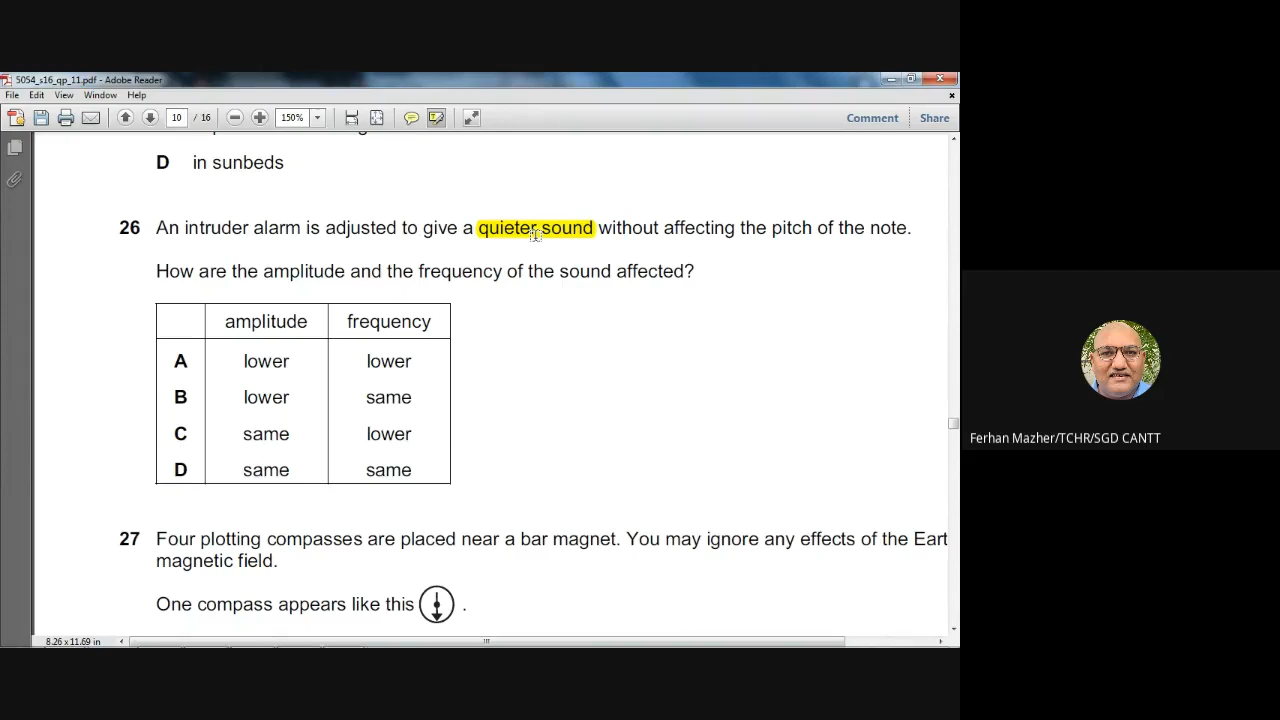 5054_s16_qp_11.pdf - Adobe Reader
File Edit View Window Help
10 / 16 150% Comment Share
D in sunbeds
26 An intruder alarm is adjusted to give a quieter sound without affecting the pitch of the note.
How are the amplitude and the frequency of the sound affected?
amplitude frequency
A lower lower
B lower same
C same lower
D same same
27 Four plotting compasses are placed near a bar magnet. You may ignore any effects of the Eart
magnetic field.
One compass appears like this .
8.26 x 11.69 in
Ferhan Mazher/TCHR/SGD CANTT